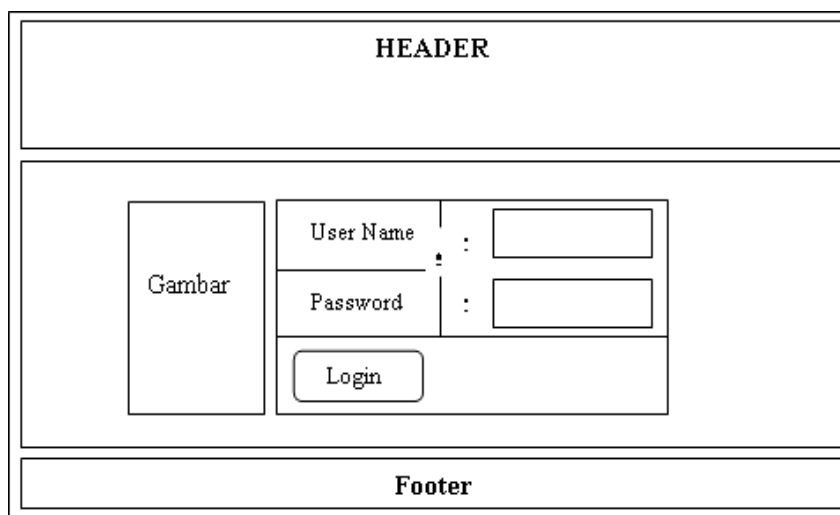 HEADER
User Name :
Gambar
Password :
Login
Footer